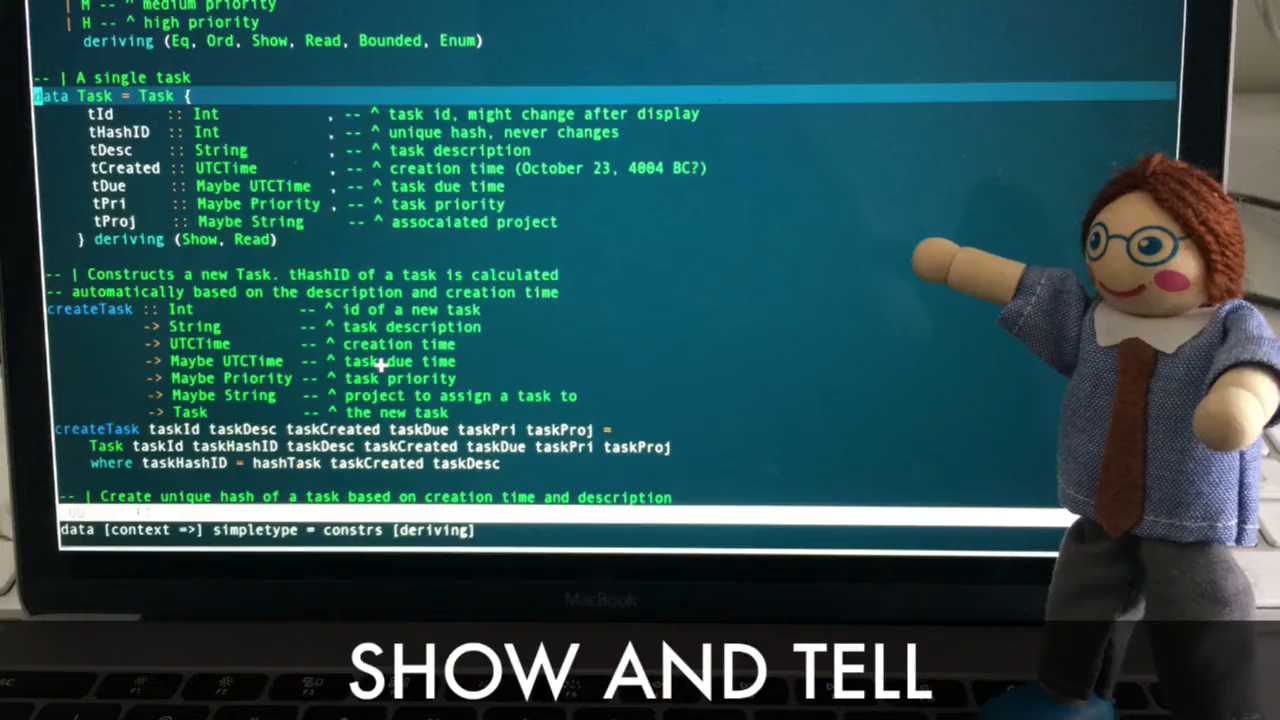 | M -- ^ medium priority
| H -- ^ high priority
deriving (Eq, Ord, Show, Read, Bounded, Enum)
-- | A single task
data Task = Task {
tId :: Int , -- ^ task id, might change after display
tHashID :: Int , -- ^ unique hash, never changes
tDesc :: String , -- ^ task description
tCreated :: UTCTime , -- ^ creation time (October 23, 4004 BC?)
tDue :: Maybe UTCTime , -- ^ task due time
tPri :: Maybe Priority , -- ^ task priority
tProj :: Maybe String -- ^ assocaiated project
} deriving (Show, Read)
-- | Constructs a new Task. tHashID of a task is calculated
-- automatically based on the description and creation time
createTask :: Int -- ^ id of a new task
-> String -- ^ task description
-> UTCTime -- ^ creation time
-> Maybe UTCTime -- ^ task due time
-> Maybe Priority -- ^ task priority
-> Maybe String -- ^ project to assign a task to
-> Task -- ^ the new task
createTask taskId taskDesc taskCreated taskDue taskPri taskProj =
Task taskId taskHashID taskDesc taskCreated taskDue taskPri taskProj
where taskHashID = hashTask taskCreated taskDesc
-- | Create unique hash of a task based on creation time and description
data [context =>] simpletype = constrs [deriving]
MacBook
SHOW AND TELL